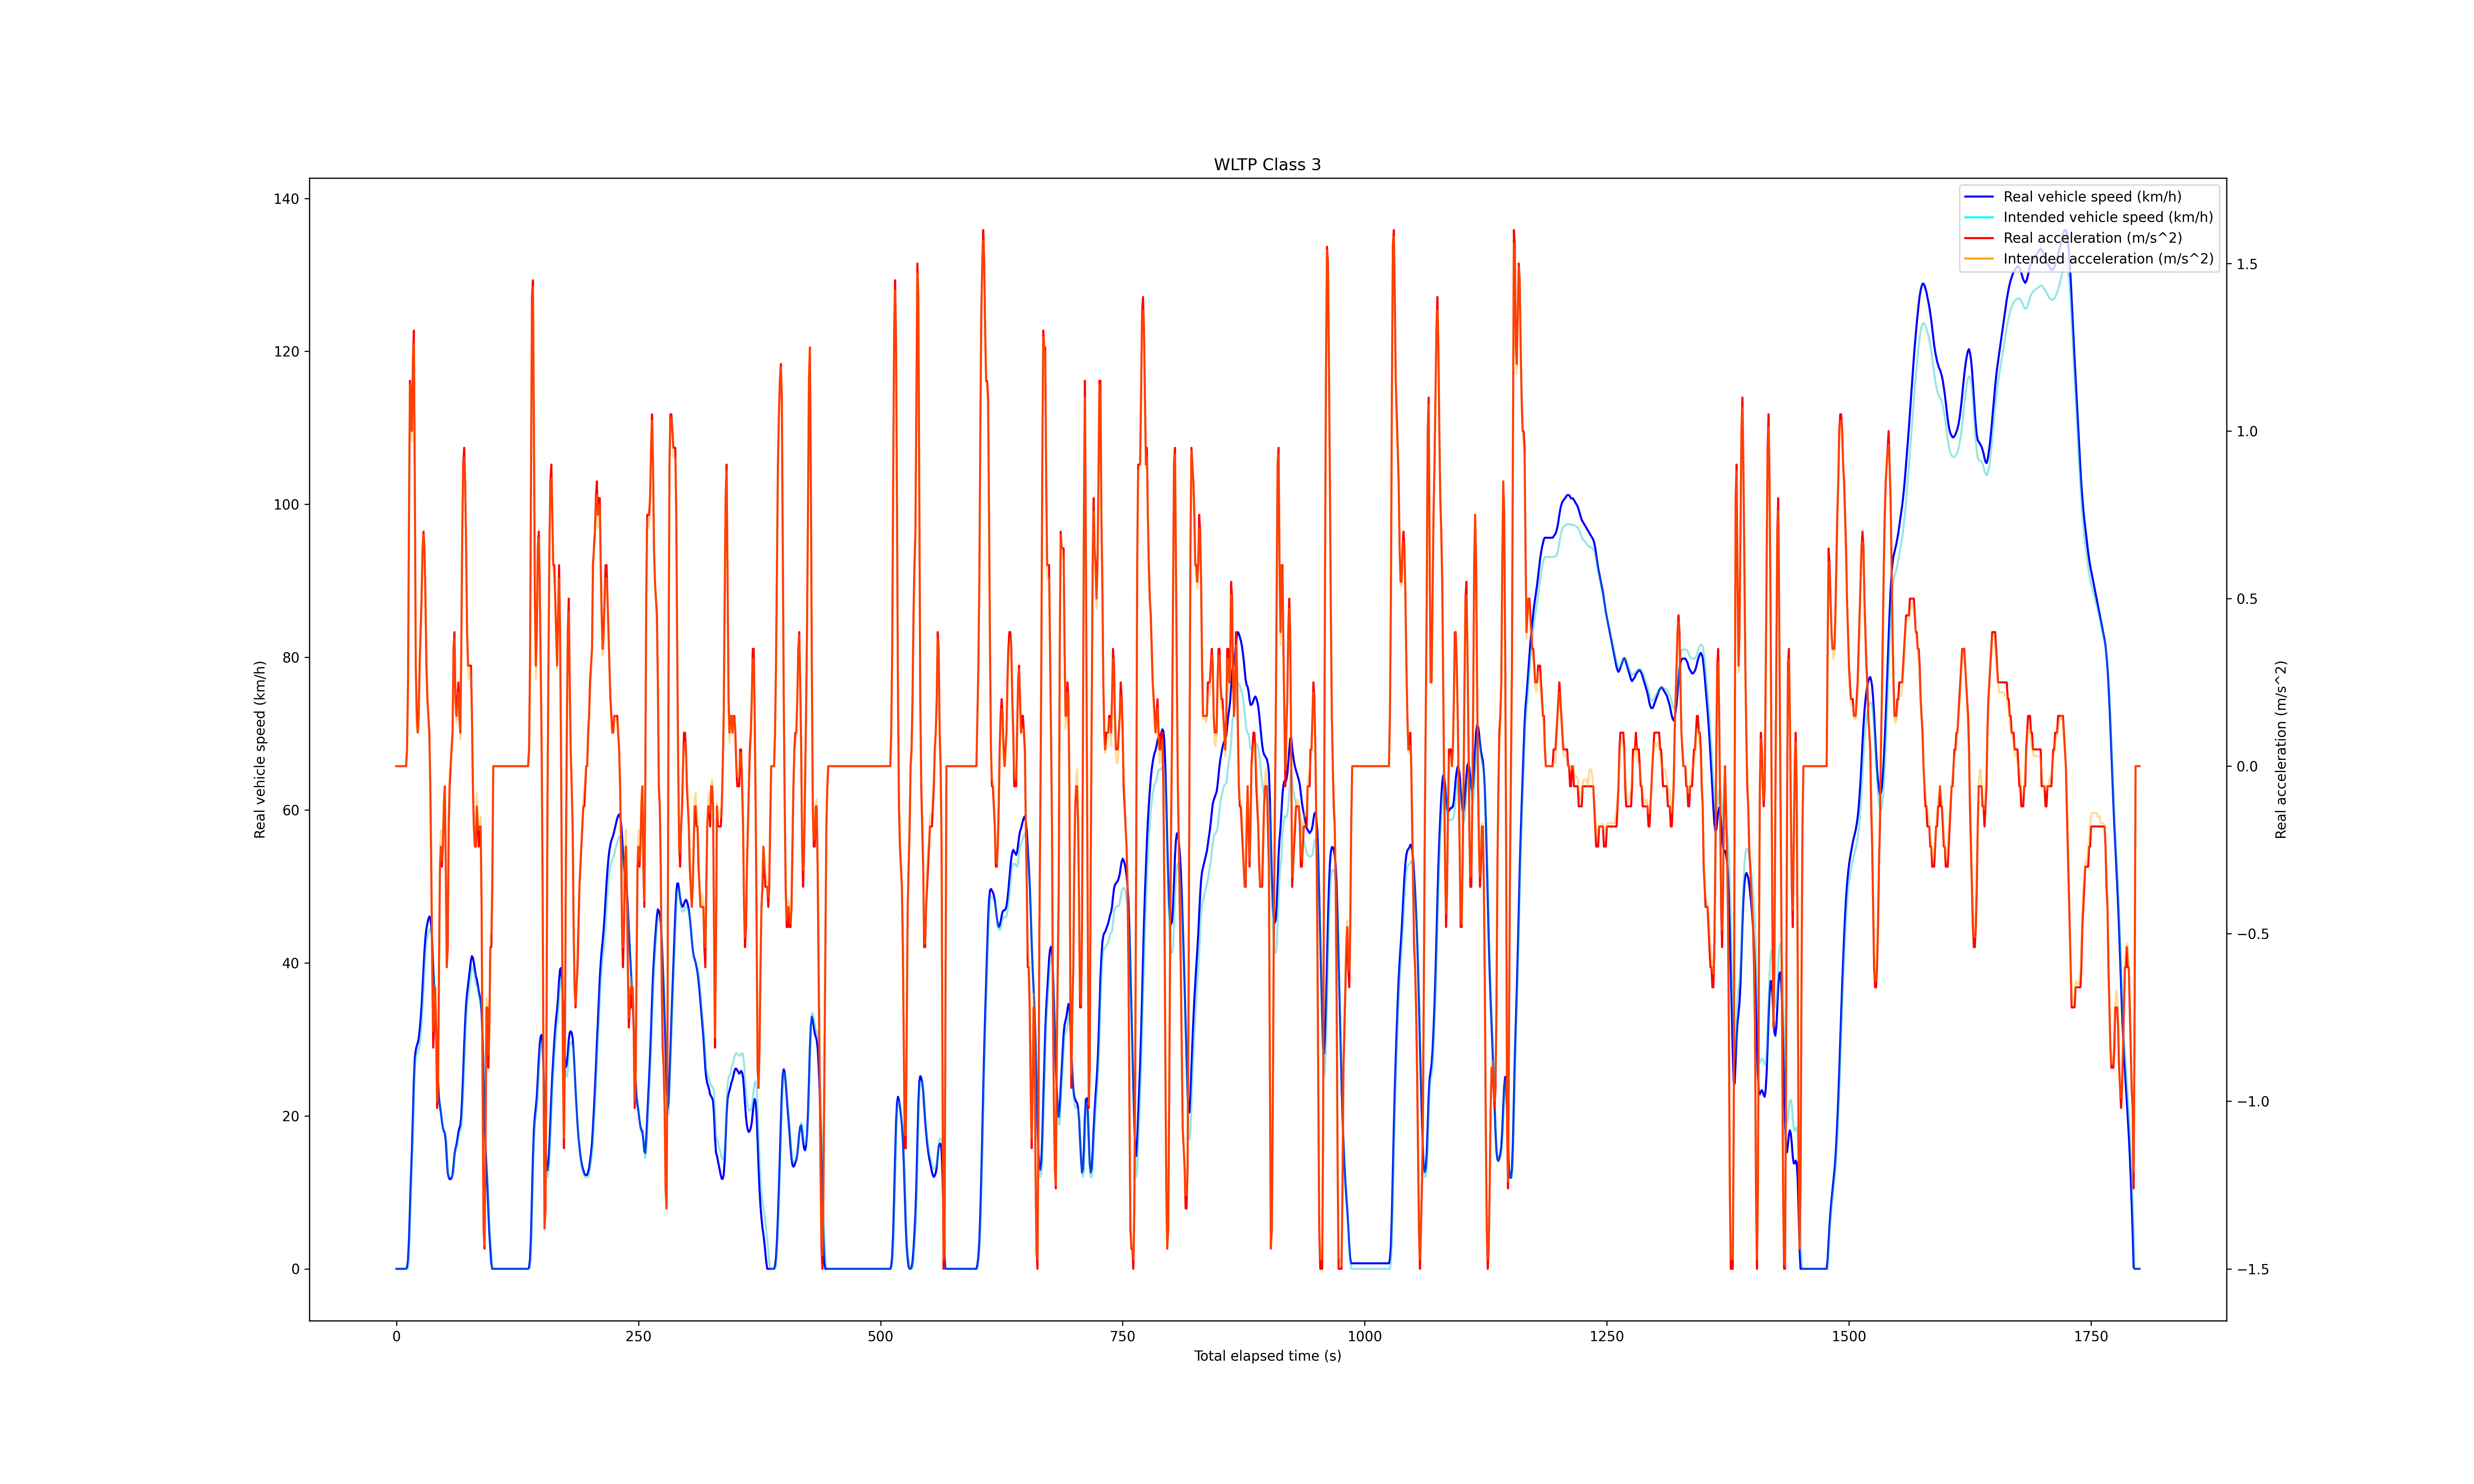 WLTP Class 3
Real vehicle speed (km/h)
Intended vehicle speed (km/h)
Real acceleration (m/s^2)
Intended acceleration (m/s^2)
140
120
100
80
60
40
20
0
Real vehicle speed (km/h)
1.5
1.0
0.5
0.0
−0.5
−1.0
−1.5
Real acceleration (m/s^2)
0 250 500 750 1000 1250 1500 1750
Total elapsed time (s)